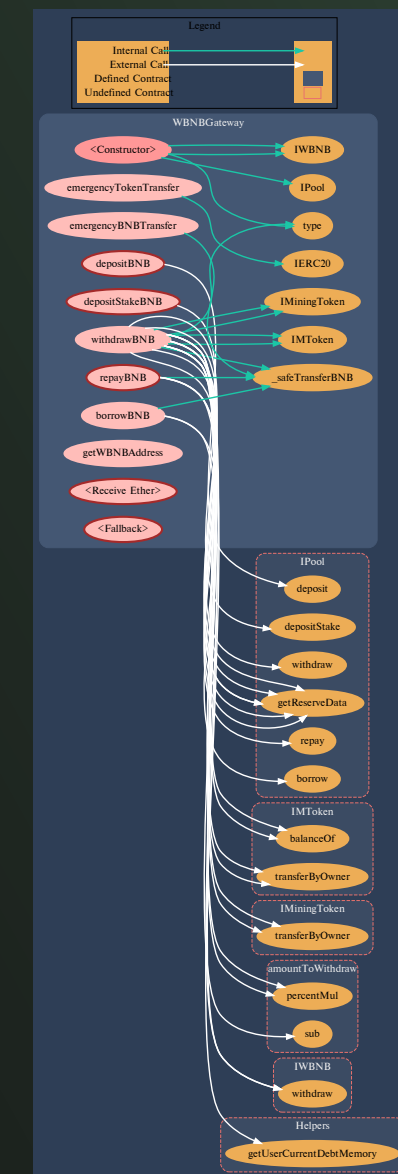 Legend
Internal Call
External Call
Defined Contract
Undefined Contract
WBNBGateway
<Constructor>
IWBNB
emergencyTokenTransfer
IPool
emergencyBNBTransfer
type
depositBNB
IERC20
depositStakeBNB
IMiningToken
withdrawBNB
IMToken
repayBNB
_safeTransferBNB
borrowBNB
getWBNBAddress
<Receive Ether>
<Fallback>
IPool
deposit
depositStake
withdraw
getReserveData
repay
borrow
IMToken
balanceOf
transferByOwner
IMiningToken
transferByOwner
amountToWithdraw
percentMul
sub
IWBNB
withdraw
Helpers
getUserCurrentDebtMemory